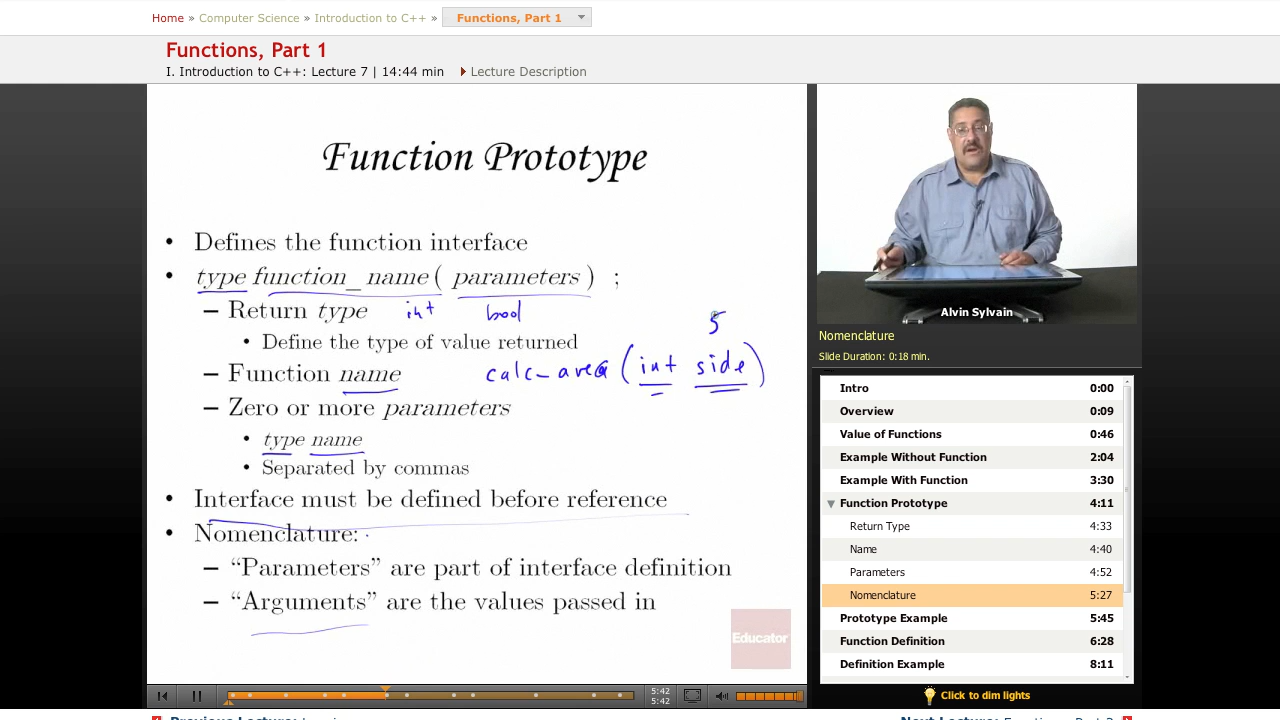 Home » Computer Science » Introduction to C++ » Functions, Part 1
Functions, Part 1
I. Introduction to C++: Lecture 7 | 14:44 min Lecture Description
Function Prototype
• Defines the function interface
• type function_name ( parameters ) ;
– Return type int bool
• Define the type of value returned
5
– Function name calc_area (int side)
– Zero or more parameters
• type name
• Separated by commas
• Interface must be defined before reference
• Nomenclature:
– “Parameters” are part of interface definition
– “Arguments” are the values passed in
Educator
5:42
5:42
Alvin Sylvain
Nomenclature
Slide Duration: 0:18 min.
Intro 0:00
Overview 0:09
Value of Functions 0:46
Example Without Function 2:04
Example With Function 3:30
Function Prototype 4:11
Return Type 4:33
Name 4:40
Parameters 4:52
Nomenclature 5:27
Prototype Example 5:45
Function Definition 6:28
Definition Example 8:11
Click to dim lights